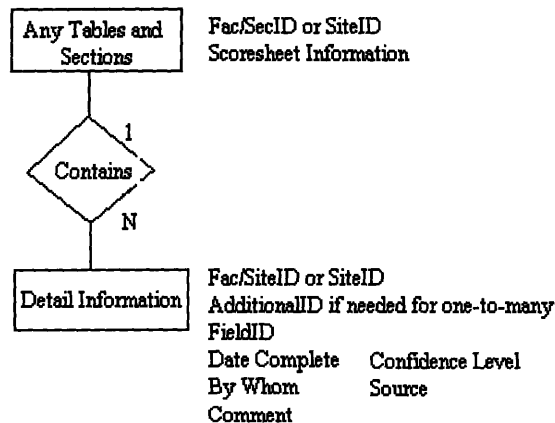 Any Tables and
Sections
Fac/SecID or SiteID
Scoresheet Information
1
Contains
N
Detail Information
Fac/SiteID or SiteID
AdditionalID if needed for one-to-many
FieldID
Date Complete Confidence Level
By Whom Source
Comment